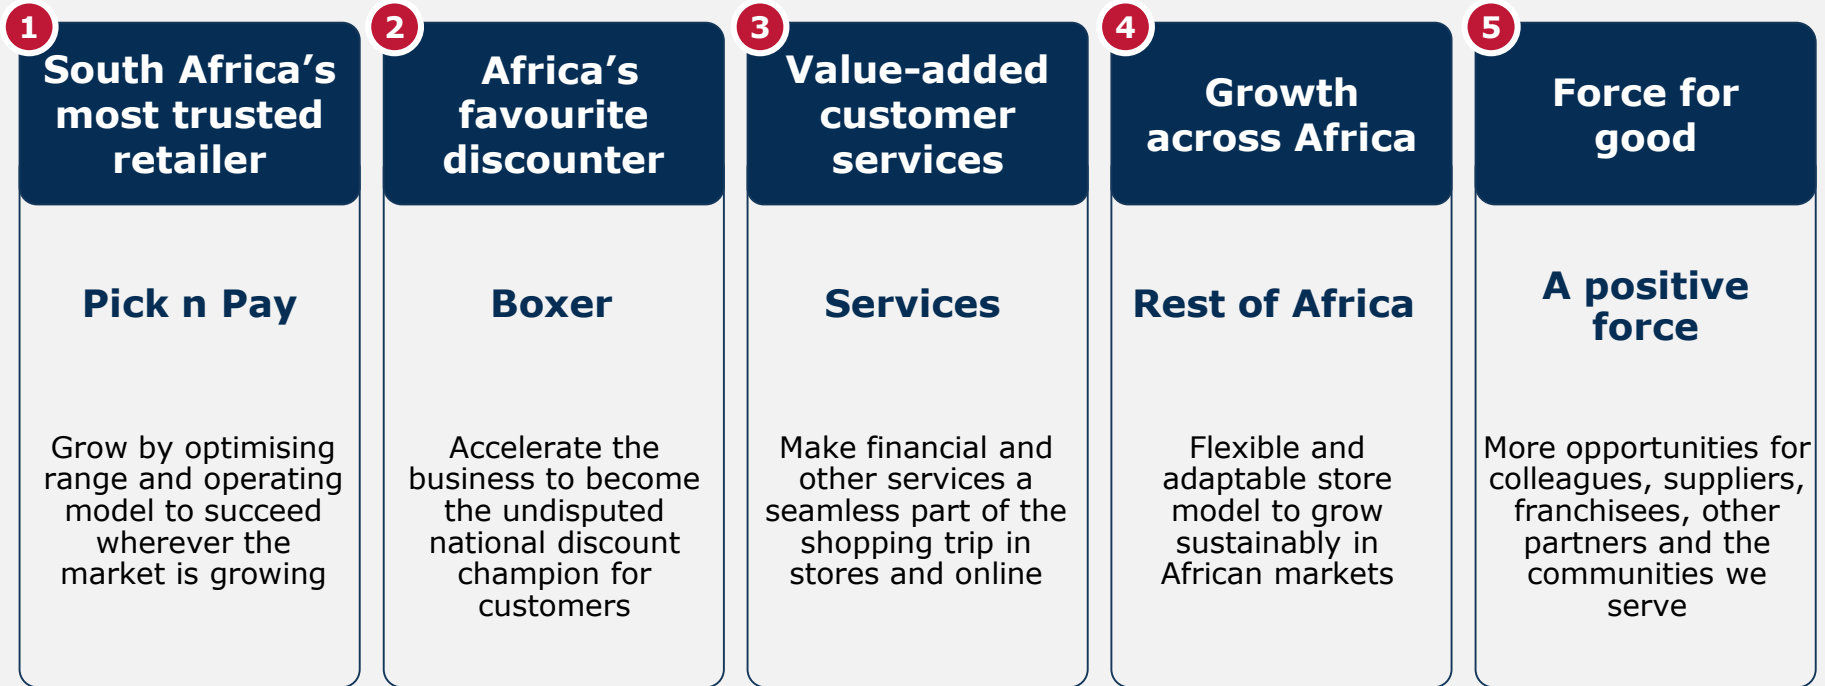 1
South Africa’s
most trusted
retailer
Pick n Pay
Grow by optimising
range and operating
model to succeed
wherever the
market is growing
2
Africa’s
favourite
discounter
Boxer
Accelerate the
business to become
the undisputed
national discount
champion for
customers
3
Value-added
customer
services
Services
Make financial and
other services a
seamless part of the
shopping trip in
stores and online
4
Growth
across Africa
Rest of Africa
Flexible and
adaptable store
model to grow
sustainably in
African markets
5
Force for
good
A positive
force
More opportunities for
colleagues, suppliers,
franchisees, other
partners and the
communities we
serve